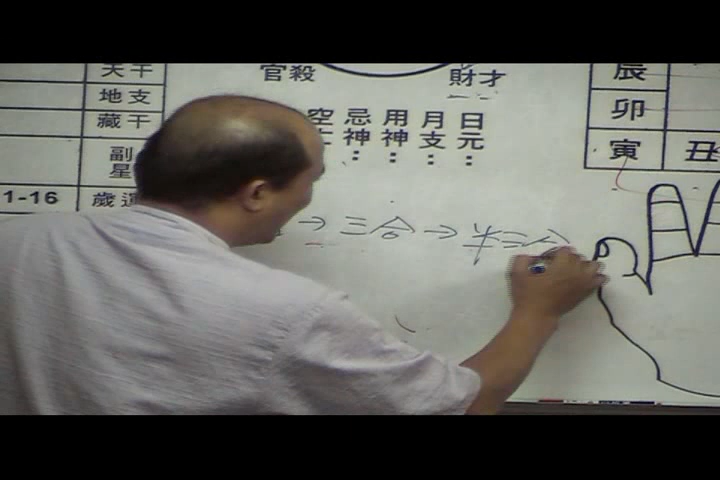 天干
地支
藏干
副星
1-16
歲運
官殺
財才
空
忌神：
用神：
月支：
日元：
辰
卯
寅
丑
→三合→半三合